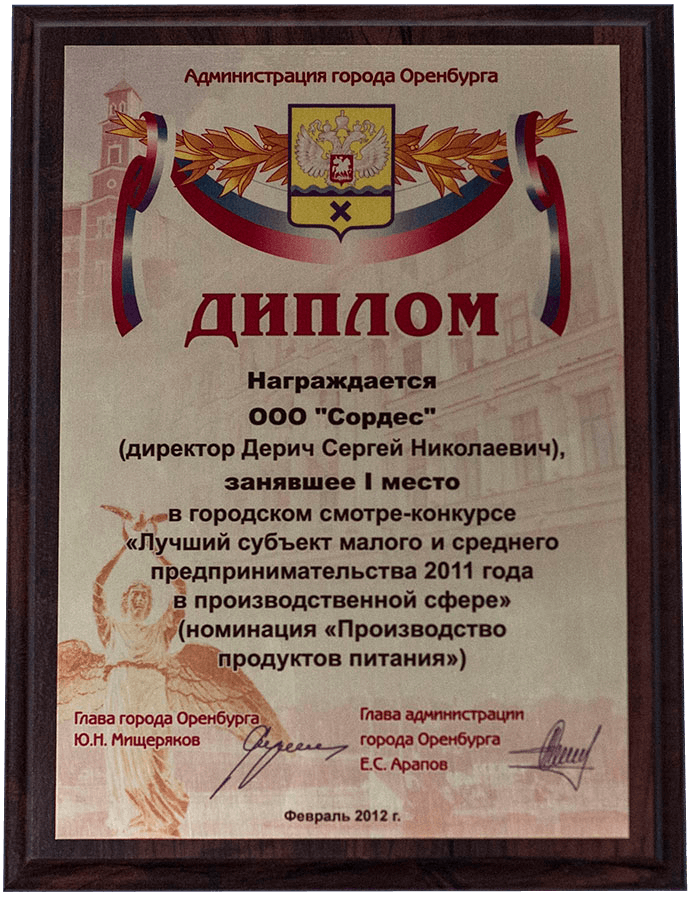 Администрация города Оренбурга
ДИПЛОМ
Награждается
ООО "Сордес"
(директор Дерич Сергей Николаевич),
занявшее I место
в городском смотре-конкурсе
«Лучший субъект малого и среднего
предпринимательства 2011 года
в производственной сфере»
(номинация «Производство
продуктов питания»)
Глава города Оренбурга
Ю.Н. Мищеряков
Глава администрации
города Оренбурга
Е.С. Арапов
Февраль 2012 г.